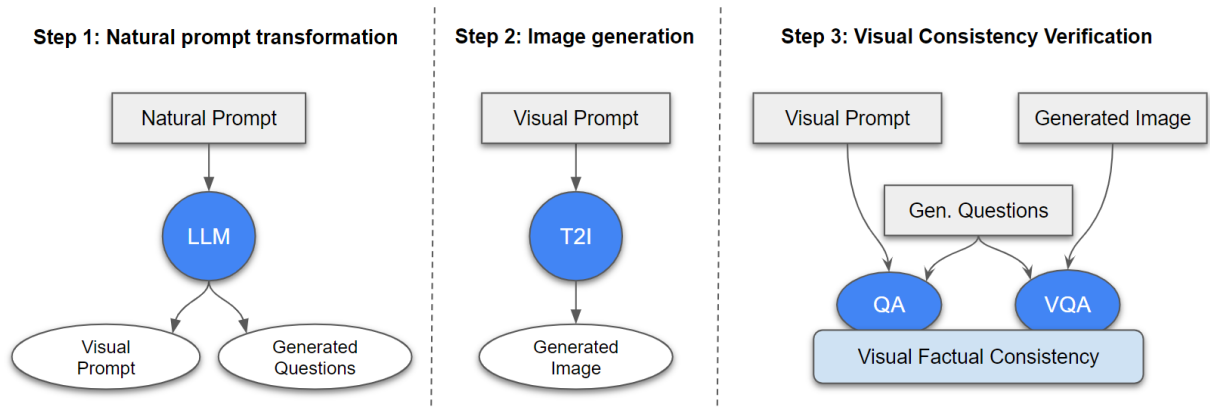 Step 1: Natural prompt transformation
Natural Prompt
LLM
Visual
Prompt
Generated
Questions
Step 2: Image generation
Visual Prompt
T2I
Generated
Image
Step 3: Visual Consistency Verification
Visual Prompt
Generated Image
Gen. Questions
QA
VQA
Visual Factual Consistency